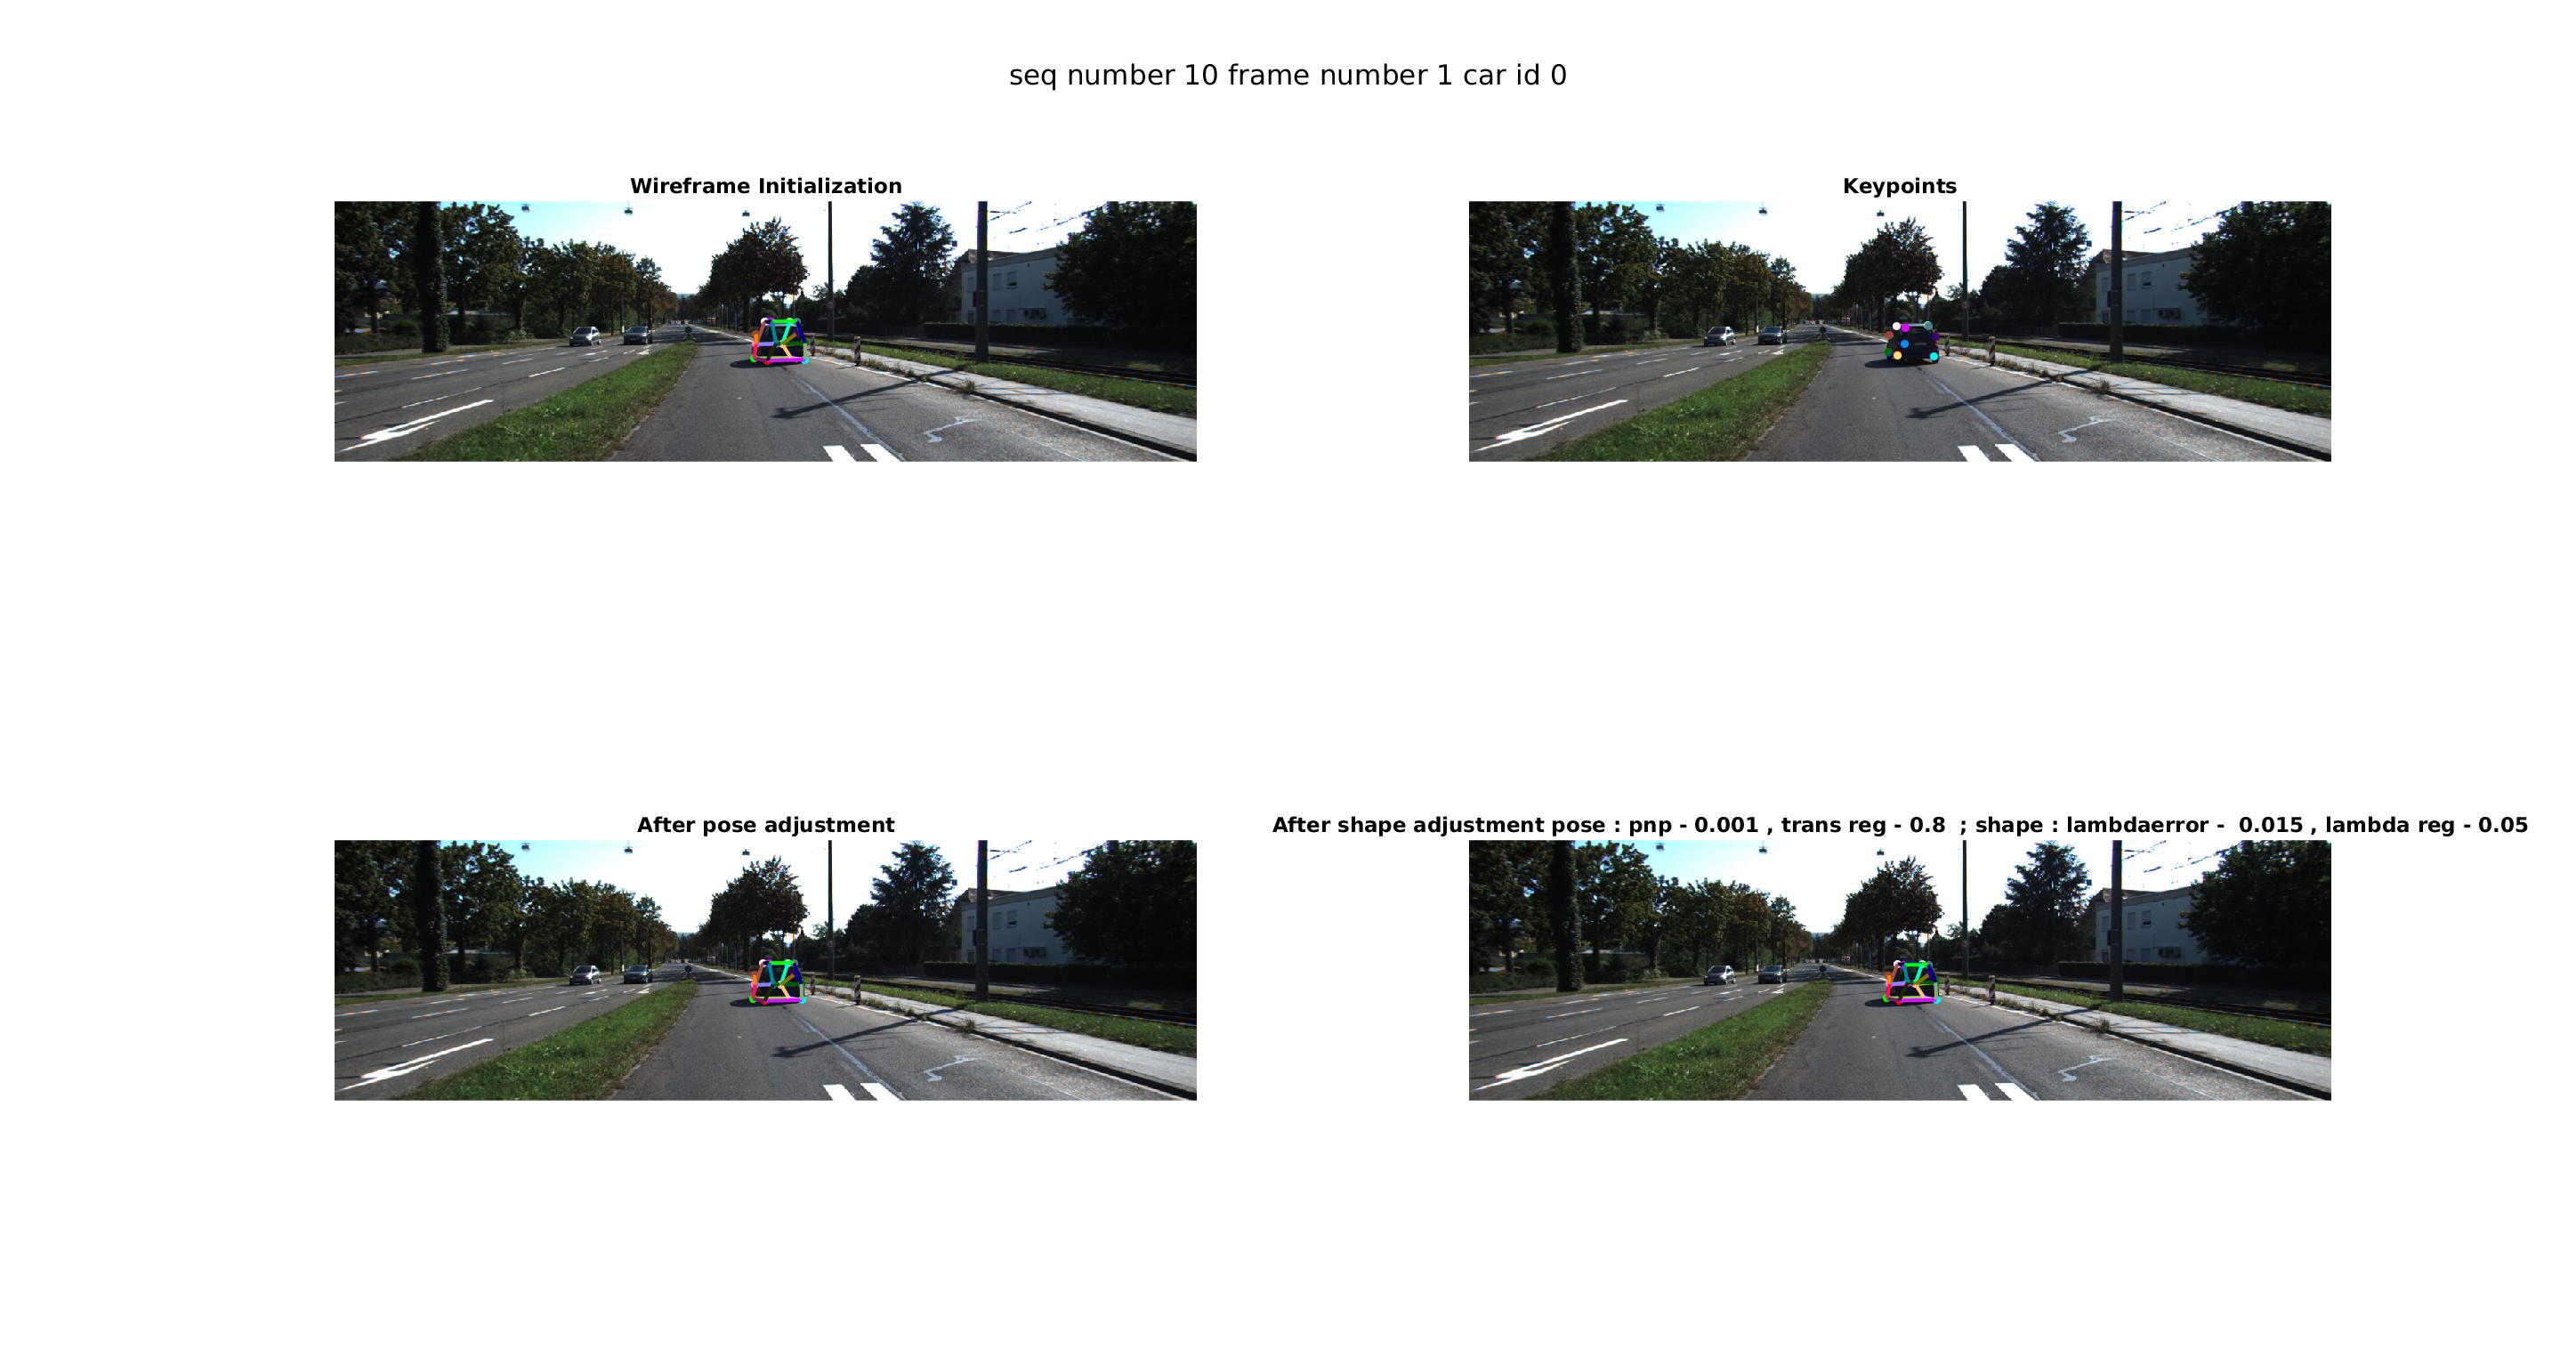 seq number 10 frame number 1 car id 0
Wireframe Initialization
Keypoints
After pose adjustment
After shape adjustment pose : pnp - 0.001 , trans reg - 0.8  ; shape : lambdaerror -  0.015 , lambda reg - 0.05